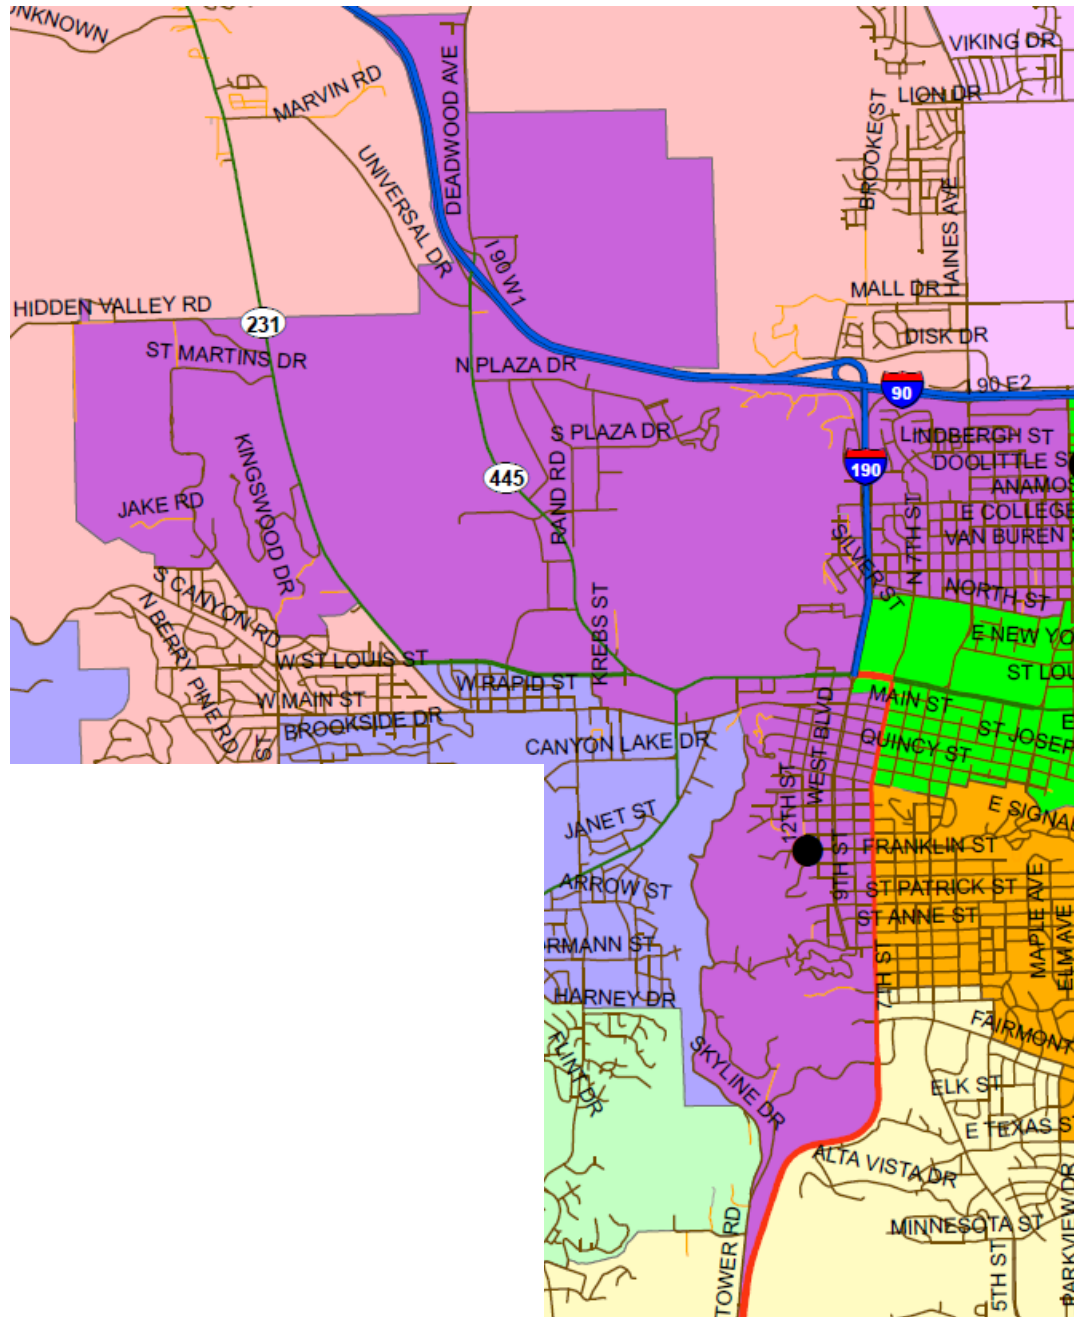 UNKNOWN
VIKING DR
MARVIN RD
LION DR
DEADWOOD AVE
BROOKE ST
UNIVERSAL DR
HAINES AVE
I 90 W1
MALL DR
HIDDEN VALLEY RD
231
DISK DR
ST MARTINS DR
N PLAZA DR
I 90 E2
90
S PLAZA DR
LINDBERGH ST
KINGSWOOD DR
190
DOOLITTLE S
445
RAND RD
ANAMOS
JAKE RD
E COLLEGE
N 7TH ST
VAN BUREN S
SILVER ST
S CANYON RD
NORTH ST
N BERRY PINE RD
KREBS ST
E NEW YO
W ST LOUIS ST
ST LOU
W RAPID ST
W MAIN ST
MAIN ST
WEST BLVD
BROOKSIDE DR
ST JOSEP
E
CANYON LAKE DR
QUINCY ST
ST
12TH ST
JANET ST
E SIGNAL
FRANKLIN ST
9TH ST
ARROW ST
ST PATRICK ST
MAPLE AVE
ST ANNE ST
ELM AVE
ORMANN ST
7TH ST
HARNEY DR
FAIRMONT
FLINT DR
SKYLINE DR
ELK ST
E TEXAS ST
ALTA VISTA DR
PARKVIEW DR
MINNESOTA ST
TOWER RD
5TH ST